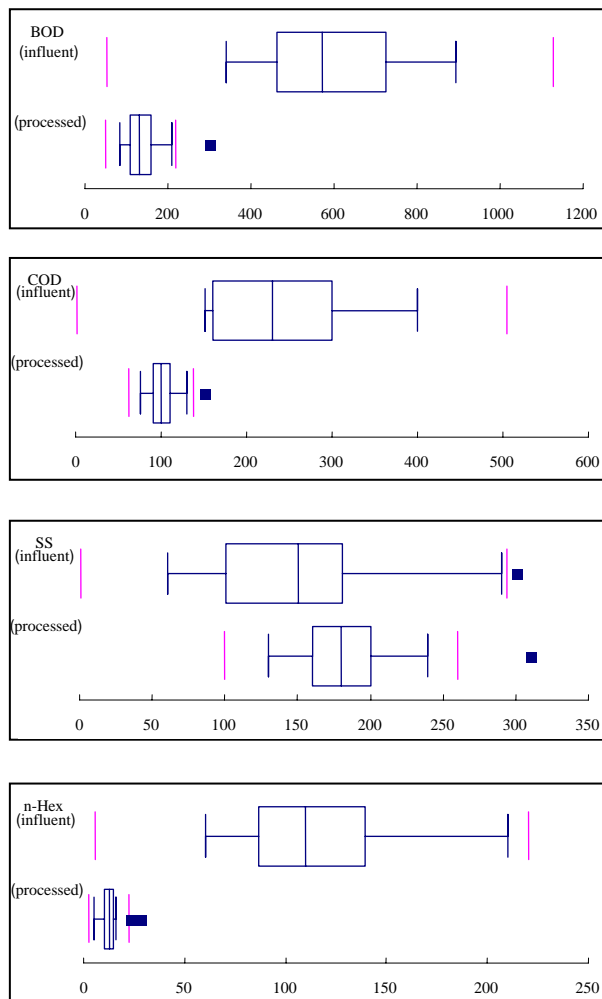 BOD
(influent)
(processed)
0 200 400 600 800 1000 1200
COD
(influent)
(processed)
0 100 200 300 400 500 600
SS
(influent)
(processed)
0 50 100 150 200 250 300 350
n-Hex
(influent)
(processed)
0 50 100 150 200 250